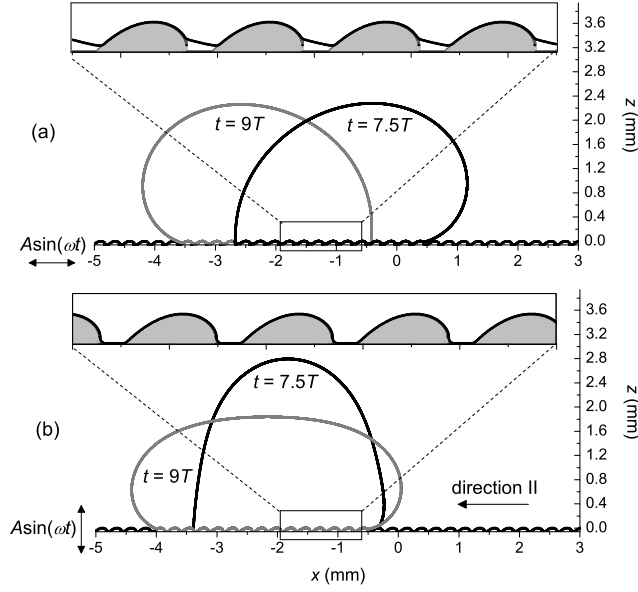 3.6
3.2
2.8
2.4
2.0
1.6
1.2
0.8
0.4
0.0
z (mm)
(a)
t = 9T
t = 7.5T
Asin(ωt)
-5 -4 -3 -2 -1 0 1 2 3
3.6
3.2
2.8
2.4
2.0
1.6
1.2
0.8
0.4
0.0
z (mm)
t = 7.5T
(b)
t = 9T
direction II
Asin(ωt)
-5 -4 -3 -2 -1 0 1 2 3
x (mm)